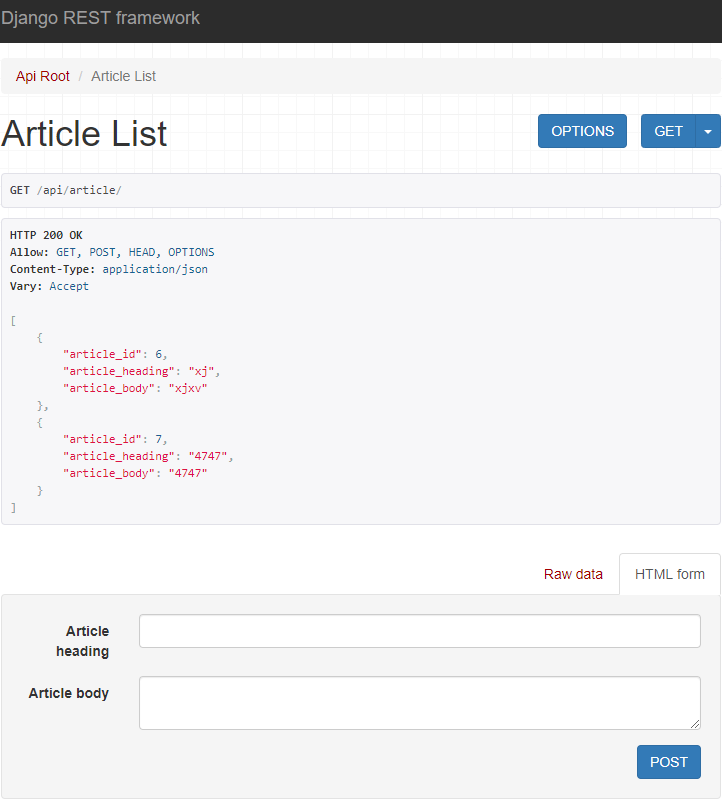 Django REST framework
Api Root / Article List
Article List
OPTIONS
GET
GET /api/article/
HTTP 200 OK
Allow: GET, POST, HEAD, OPTIONS
Content-Type: application/json
Vary: Accept
[
    {
        "article_id": 6,
        "article_heading": "xj",
        "article_body": "xjxv"
    },
    {
        "article_id": 7,
        "article_heading": "4747",
        "article_body": "4747"
    }
]
Raw data
HTML form
Article
heading
Article body
POST